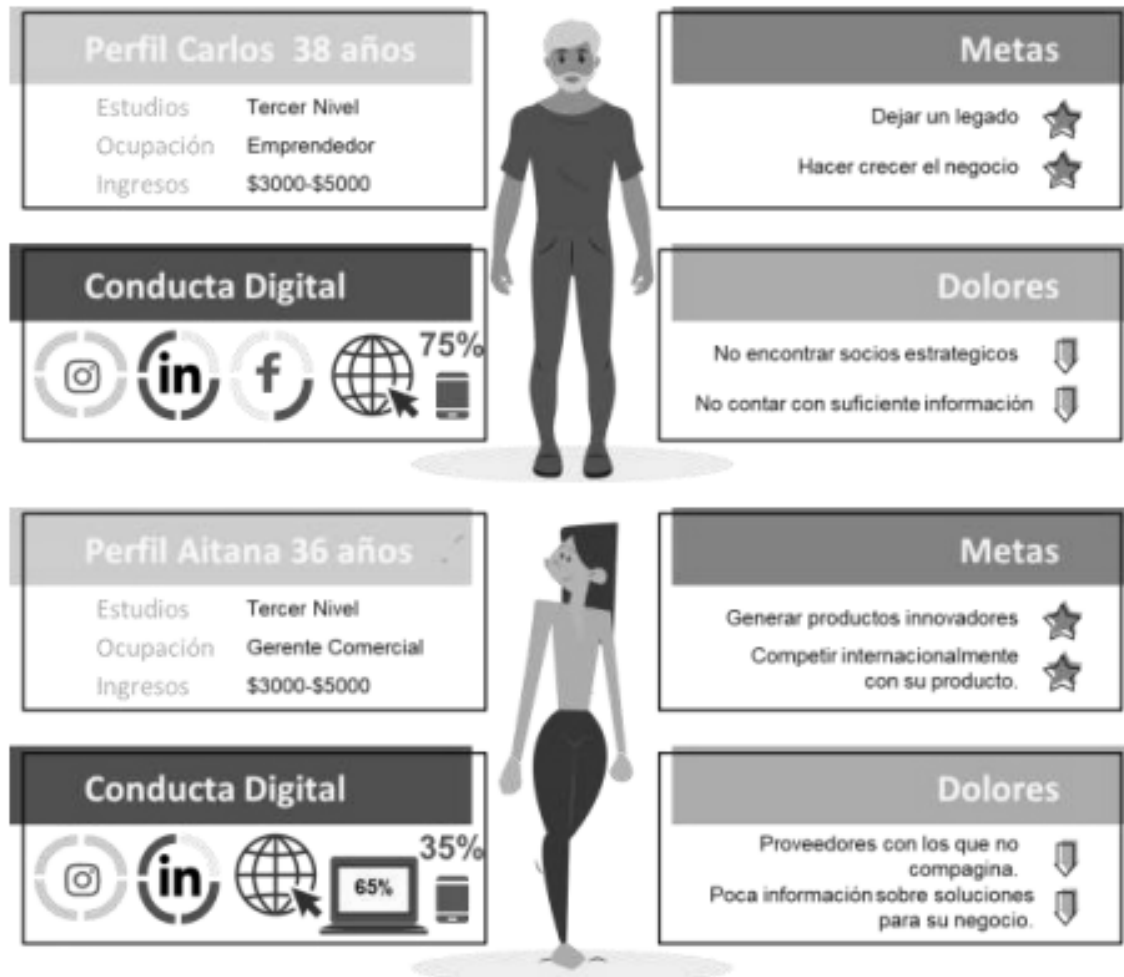 Perfil Carlos 38 años
Estudios Tercer Nivel
Ocupación Emprendedor
Ingresos $3000-$5000
Metas
Dejar un legado
Hacer crecer el negocio
Conducta Digital
in f 75%
Dolores
No encontrar socios estrategicos
No contar con suficiente información
Perfil Aitana 36 años
Estudios Tercer Nivel
Ocupación Gerente Comercial
Ingresos $3000-$5000
Metas
Generar productos innovadores
Competir internacionalmente
con su producto.
Conducta Digital
in 65% 35%
Dolores
Proveedores con los que no
compagina.
Poca información sobre soluciones
para su negocio.